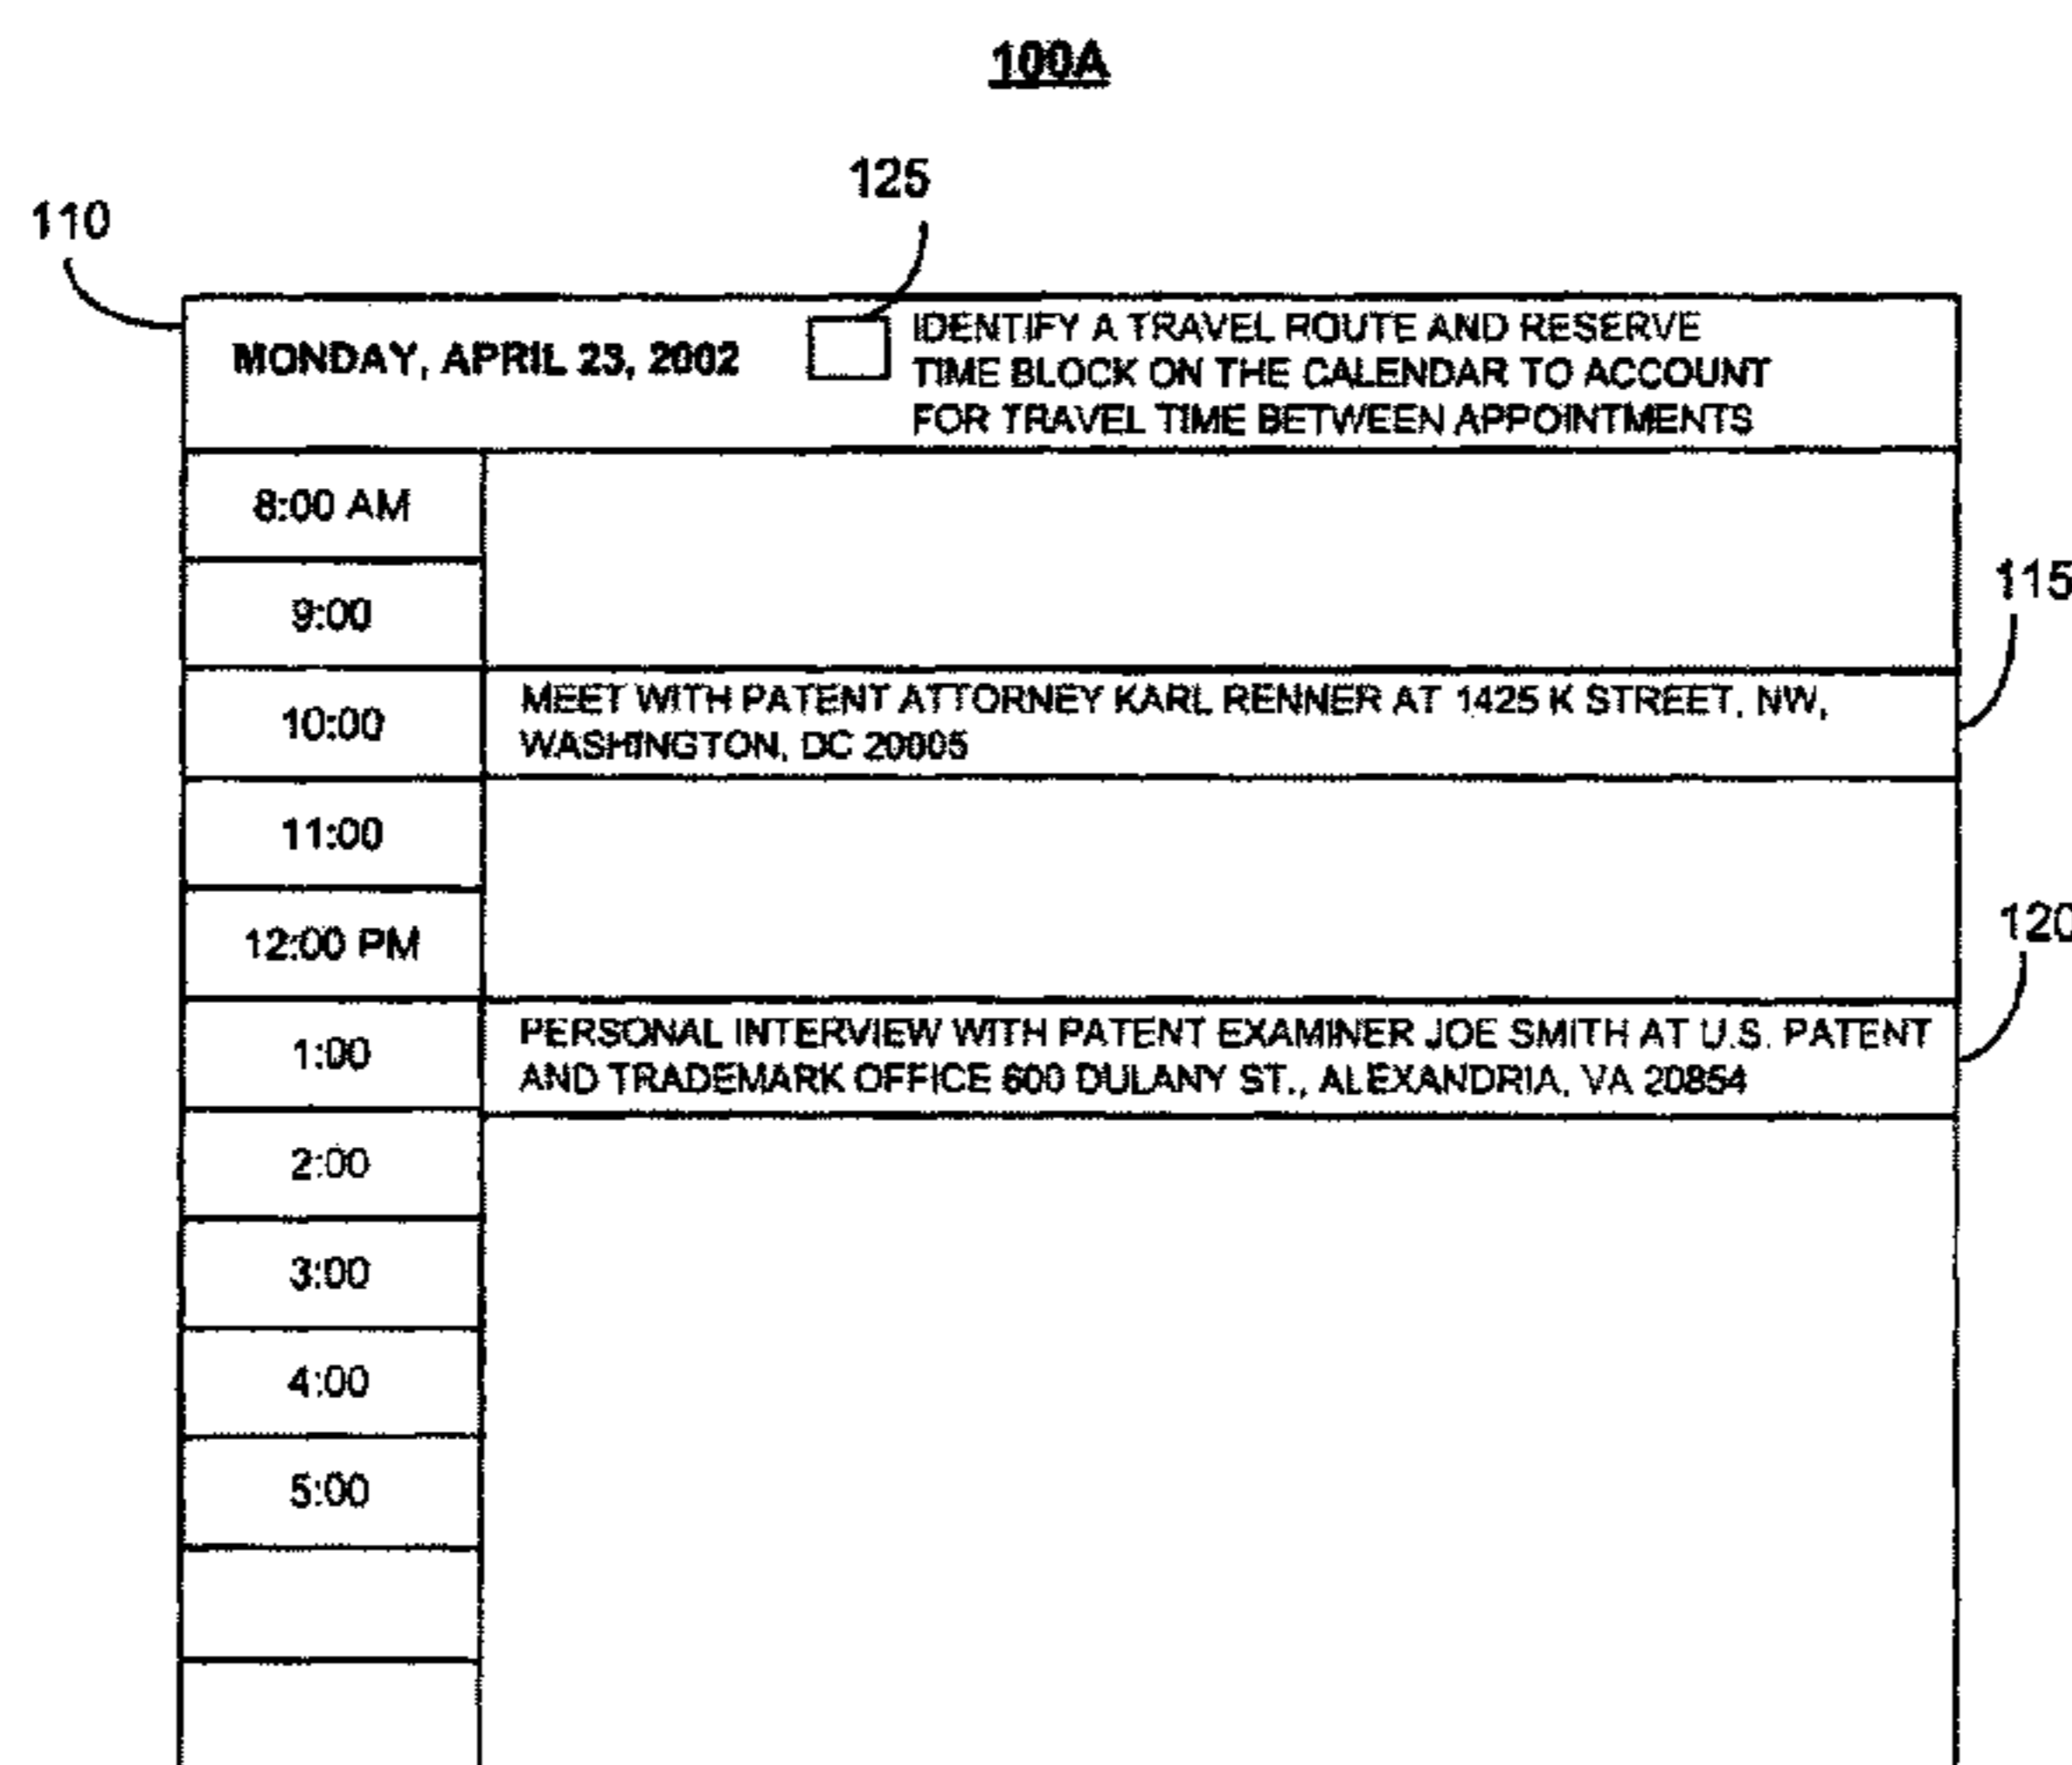 100A
125
110
MONDAY, APRIL 23, 2002
IDENTIFY A TRAVEL ROUTE AND RESERVE
TIME BLOCK ON THE CALENDAR TO ACCOUNT
FOR TRAVEL TIME BETWEEN APPOINTMENTS
8:00 AM
9:00
115
10:00
MEET WITH PATENT ATTORNEY KARL RENNER AT 1425 K STREET, NW,
WASHINGTON, DC 20005
11:00
12:00 PM
120
1:00
PERSONAL INTERVIEW WITH PATENT EXAMINER JOE SMITH AT U.S. PATENT
AND TRADEMARK OFFICE 600 DULANY ST., ALEXANDRIA, VA 20854
2:00
3:00
4:00
5:00